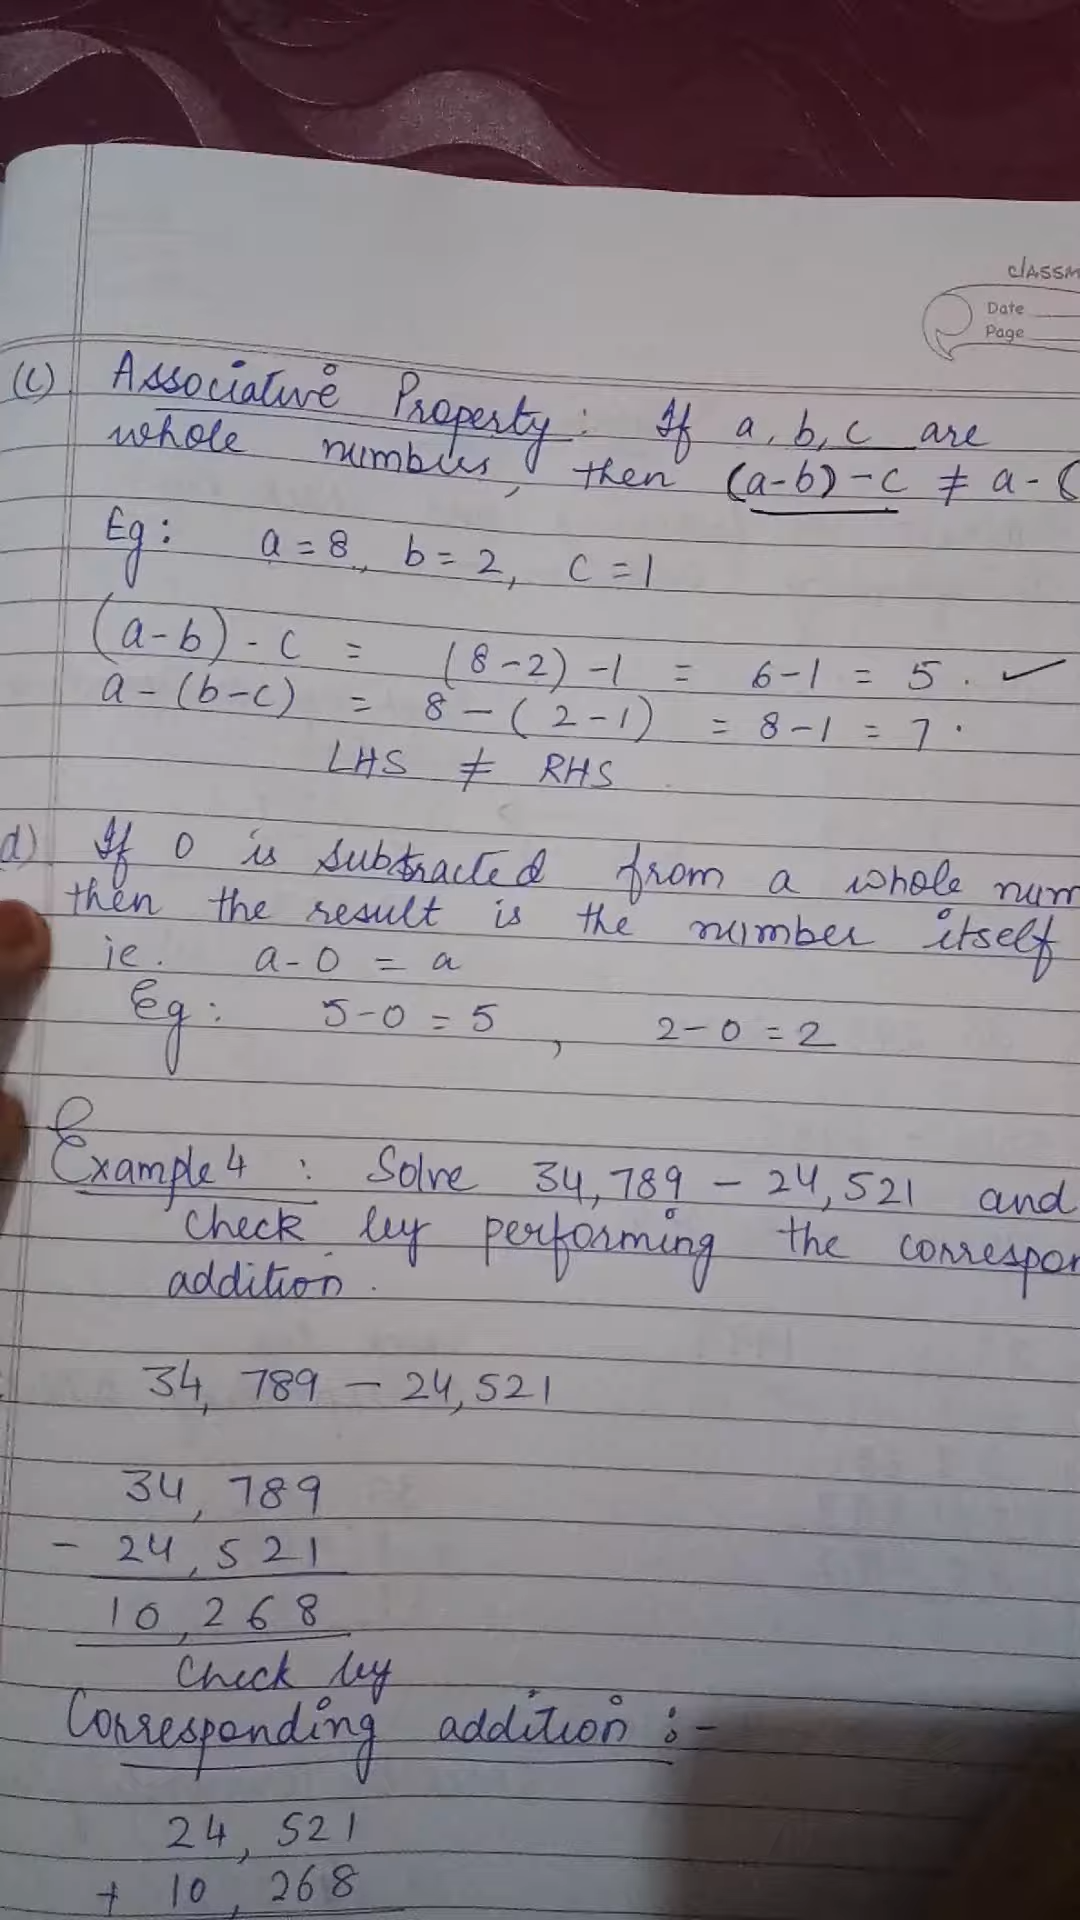 classm
Date
Page
(c) Associative Property : If a, b, c are
whole numbers, then (a-b)-c ≠ a-(
Eg : a = 8, b = 2, c = 1
(a-b)-c = (8-2)-1 = 6-1 = 5.
a-(b-c) = 8-(2-1) = 8-1 = 7.
LHS ≠ RHS
d) If 0 is subtracted from a whole num
then the result is the number itself
ie. a-0 = a
Eg : 5-0 = 5, 2-0 = 2
Example 4 : Solve 34,789 - 24,521 and
check by performing the correspon
addition.
34,789 - 24,521
34,789
- 24,521
10,268
Check by
Corresponding addition :-
24,521
+ 10,268